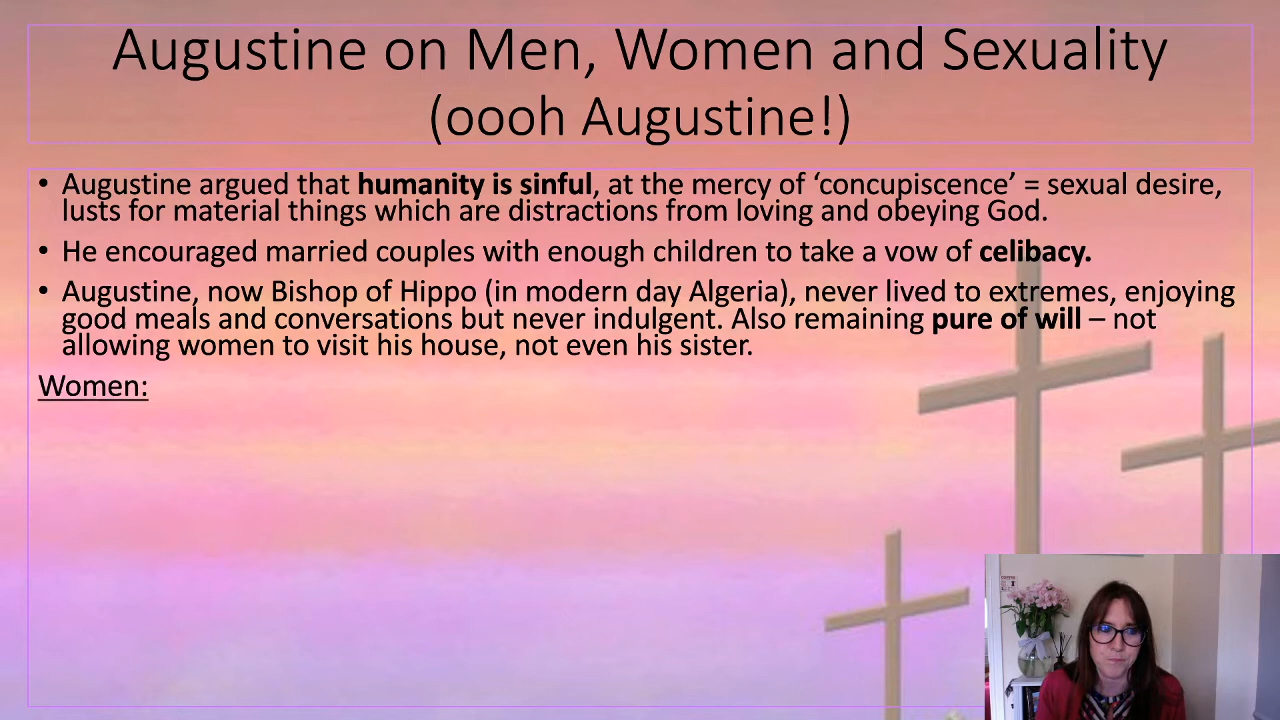 Augustine on Men, Women and Sexuality
(oooh Augustine!)
• Augustine argued that humanity is sinful, at the mercy of ‘concupiscence’ = sexual desire,
lusts for material things which are distractions from loving and obeying God.
• He encouraged married couples with enough children to take a vow of celibacy.
• Augustine, now Bishop of Hippo (in modern day Algeria), never lived to extremes, enjoying
good meals and conversations but never indulgent. Also remaining pure of will – not
allowing women to visit his house, not even his sister.
Women: